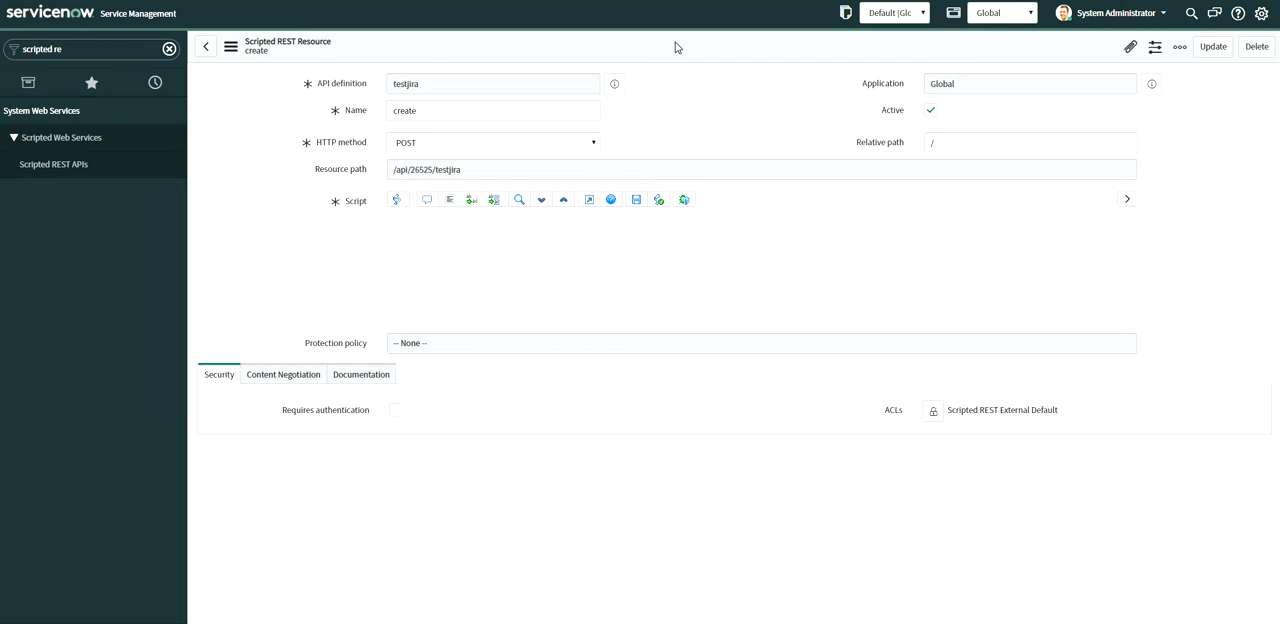 servicenow Service Management
Default [Glc
Global
System Administrator
scripted re
Scripted REST Resource
create
Update
Delete
System Web Services
Scripted Web Services
Scripted REST APIs
API definition
testjira
Application
Global
Name
create
Active
HTTP method
POST
Relative path
/
Resource path
/api/26525/testjira
Script
Protection policy
-- None --
Security
Content Negotiation
Documentation
Requires authentication
ACLs
Scripted REST External Default